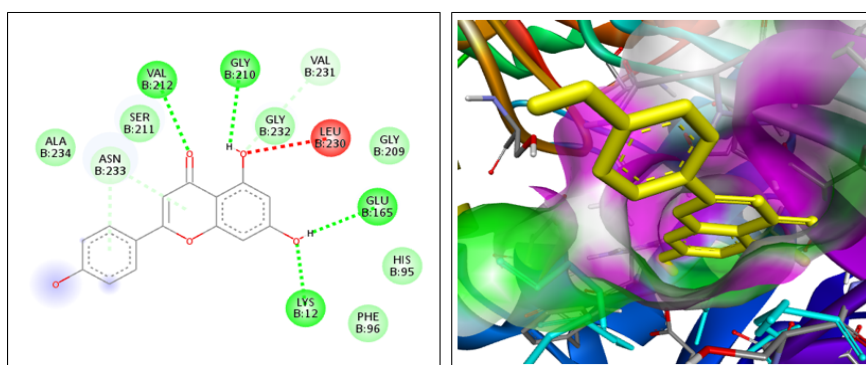 VAL
B:212
GLY
B:210
VAL
B:231
SER
B:211
GLY
B:232
LEU
B:230
GLY
B:209
ALA
B:234
ASN
B:233
GLU
B:165
HIS
B:95
LYS
B:12
PHE
B:96
O
H
O
O
O
H
O